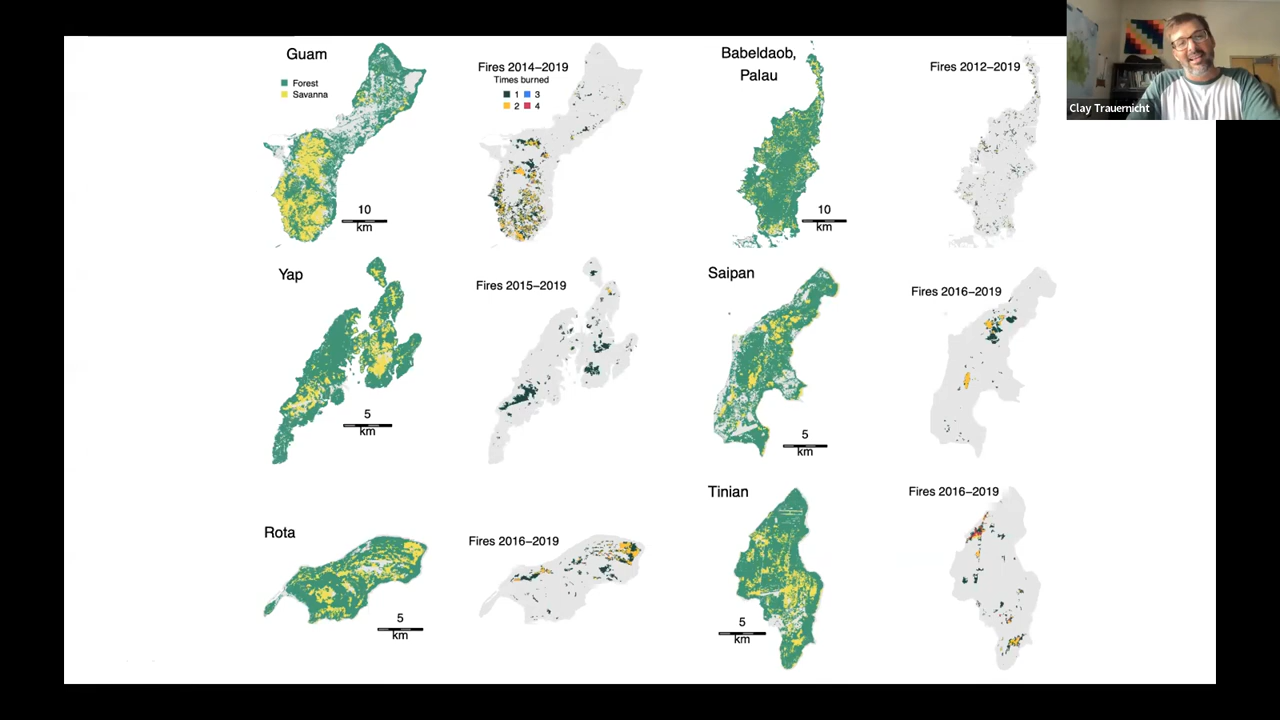 Guam
Forest
Savanna
10
km
Fires 2014–2019
Times burned
1 3
2 4
Babeldaob,
Palau
10
km
Fires 2012–2019
Clay Trauernicht
Yap
5
km
Fires 2015–2019
Saipan
5
km
Fires 2016–2019
Rota
5
km
Fires 2016–2019
Tinian
5
km
Fires 2016–2019